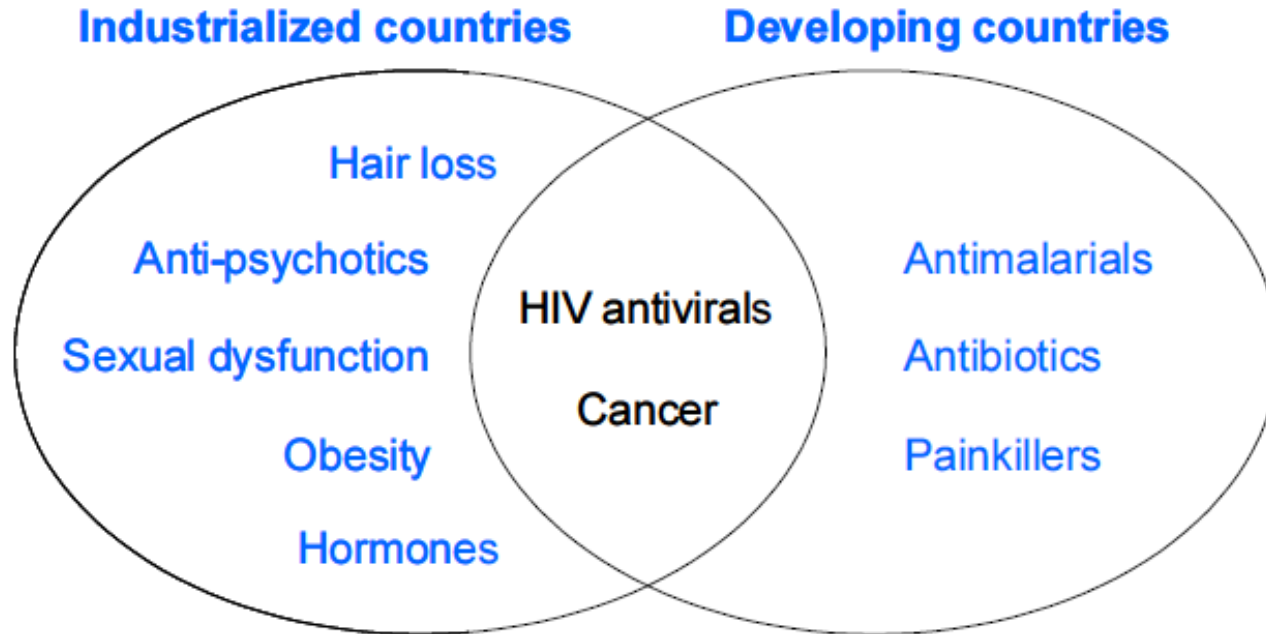 Industrialized countries
Developing countries
Hair loss
Anti-psychotics
Sexual dysfunction
Obesity
Hormones
HIV antivirals
Cancer
Antimalarials
Antibiotics
Painkillers